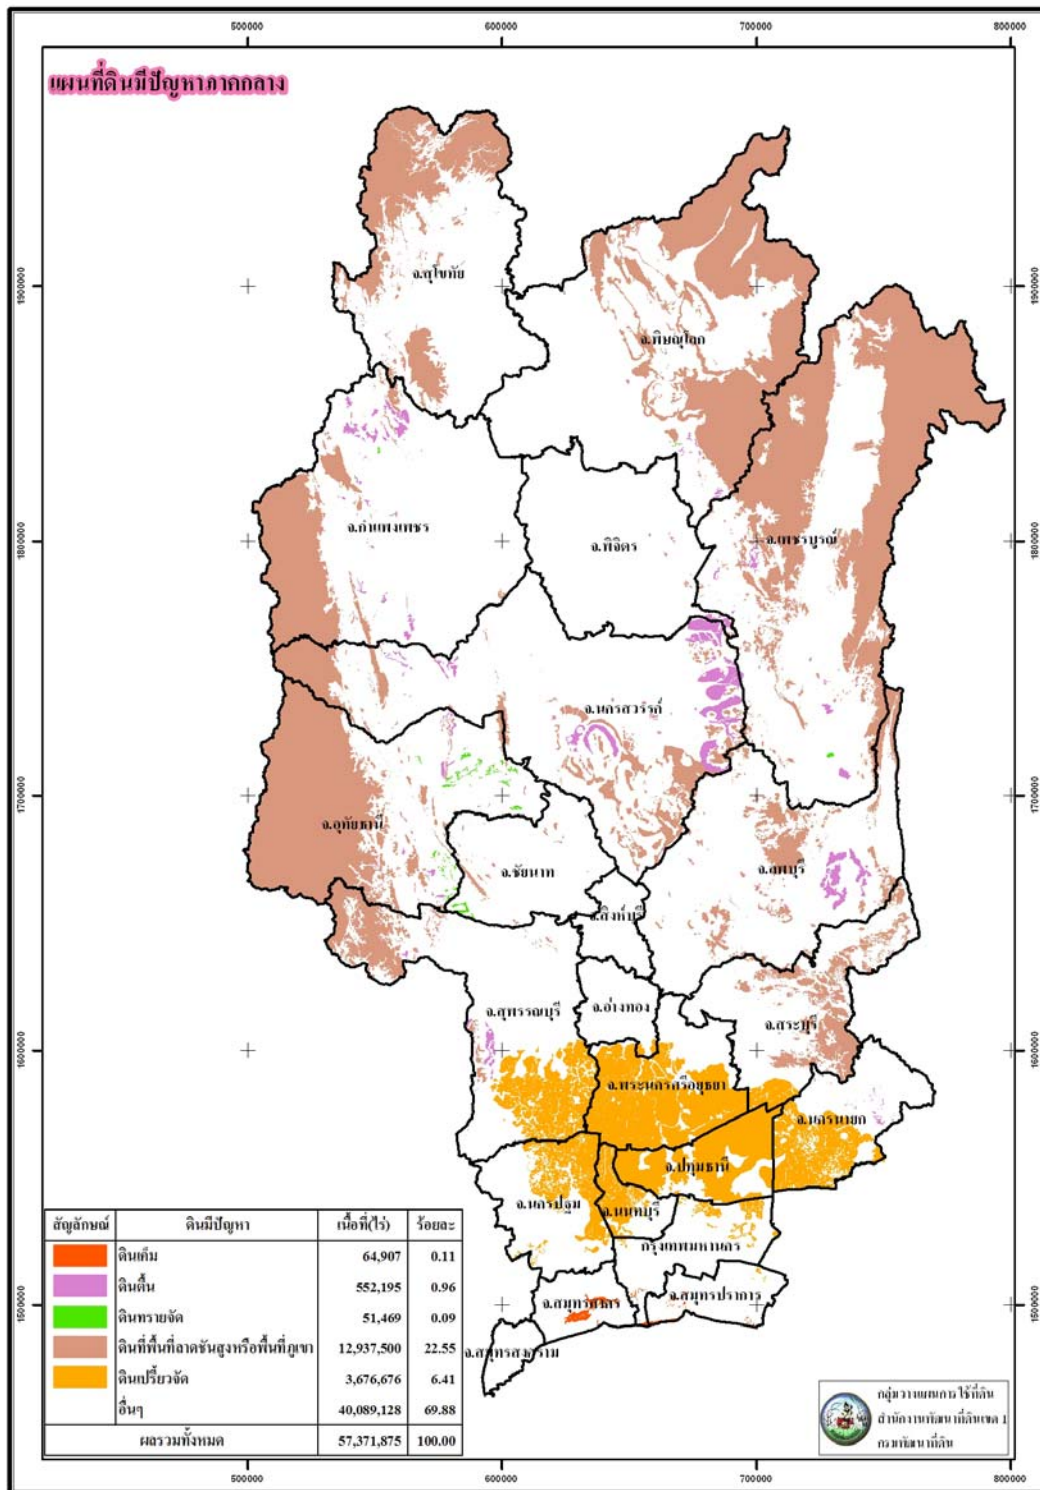 500000 600000 700000 800000
แผนที่ดินมีปัญหาภาคกลาง
จ.สุโขทัย
1900000 1900000
จ.พิษณุโลก
จ.กำแพงเพชร
จ.เพชรบูรณ์
1800000 1800000
จ.พิจิตร
จ.นครสวรรค์
1700000 1700000
จ.อุทัยธานี
จ.ชัยนาท
จ.ลพบุรี
จ.สิงห์บุรี
จ.สุพรรณบุรี
จ.อ่างทอง
จ.สระบุรี
1600000 1600000
จ.พระนครศรีอยุธยา
จ.นครนายก
จ.ปทุมธานี
จ.นครปฐม
จ.นนทบุรี
กรุงเทพมหานคร
จ.สมุทรปราการ
จ.สมุทรสาคร
1500000 1500000
จ.สมุทรสงคราม
สัญลักษณ์ ดินมีปัญหา เนื้อที่(ไร่) ร้อยละ
ดินเค็ม 64,907 0.11
ดินตื้น 552,195 0.96
ดินทรายจัด 51,469 0.09
ดินที่พื้นที่ลาดชันสูงหรือพื้นที่ภูเขา 12,937,500 22.55
ดินเปรี้ยวจัด 3,676,676 6.41
อื่นๆ 40,089,128 69.88
ผลรวมทั้งหมด 57,371,875 100.00
กลุ่มวางแผนการใช้ที่ดิน
สำนักงานพัฒนาที่ดินเขต 1
กรมพัฒนาที่ดิน
500000 600000 700000 800000